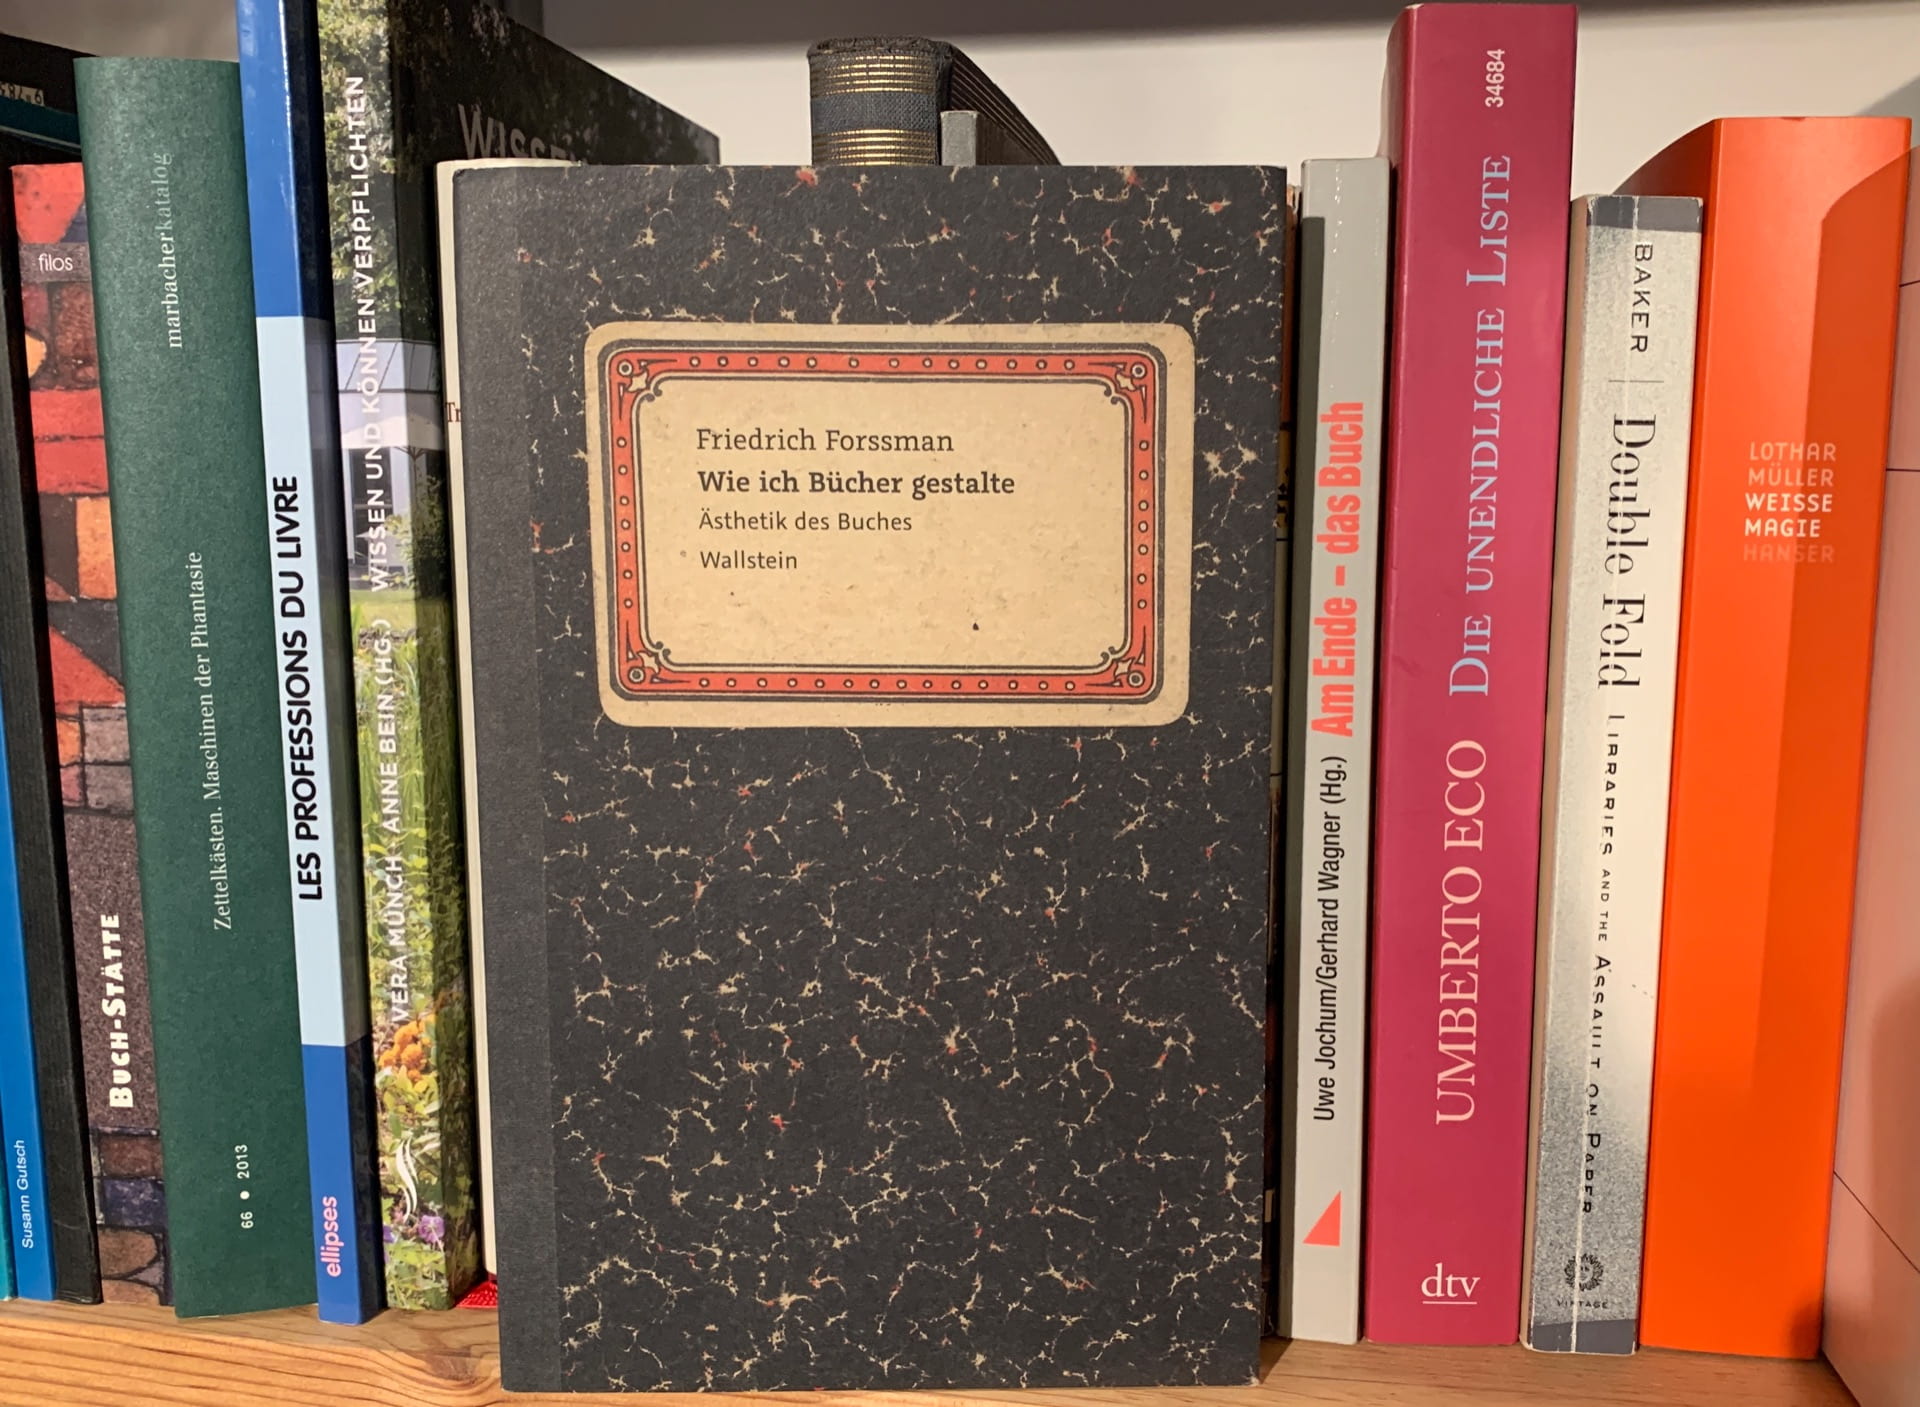 Susann Gutsch
filos
BUCH-STÄTTE
marbacherkatalog
Zettelkästen. Maschinen der Phantasie
66 • 2013
LES PROFESSIONS DU LIVRE
ellipses
VERA MÜNCH, ANNE BEIN (HG.) WISSEN UND KÖNNEN VERPFLICHTEN
Friedrich Forssman
Wie ich Bücher gestalte
Ästhetik des Buches
Wallstein
Uwe Jochum/Gerhard Wagner (Hg.) Am Ende – das Buch
34684
UMBERTO ECO DIE UNENDLICHE LISTE
dtv
BAKER
Double Fold
LIBRARIES AND THE ASSAULT ON PAPER
VINTAGE
LOTHAR
MÜLLER
WEISSE
MAGIE
HANSER